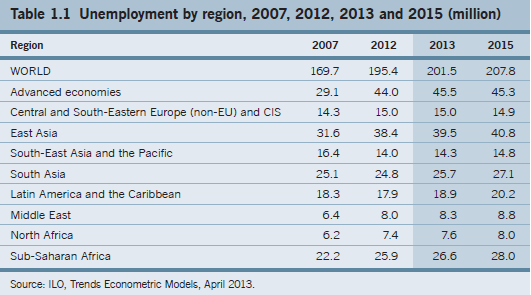 Table 1.1 Unemployment by region, 2007, 2012, 2013 and 2015 (million)
Region 2007 2012 2013 2015
WORLD 169.7 195.4 201.5 207.8
Advanced economies 29.1 44.0 45.5 45.3
Central and South-Eastern Europe (non-EU) and CIS 14.3 15.0 15.0 14.9
East Asia 31.6 38.4 39.5 40.8
South-East Asia and the Pacific 16.4 14.0 14.3 14.8
South Asia 25.1 24.8 25.7 27.1
Latin America and the Caribbean 18.3 17.9 18.9 20.2
Middle East 6.4 8.0 8.3 8.8
North Africa 6.2 7.4 7.6 8.0
Sub-Saharan Africa 22.2 25.9 26.6 28.0
Source: ILO, Trends Econometric Models, April 2013.